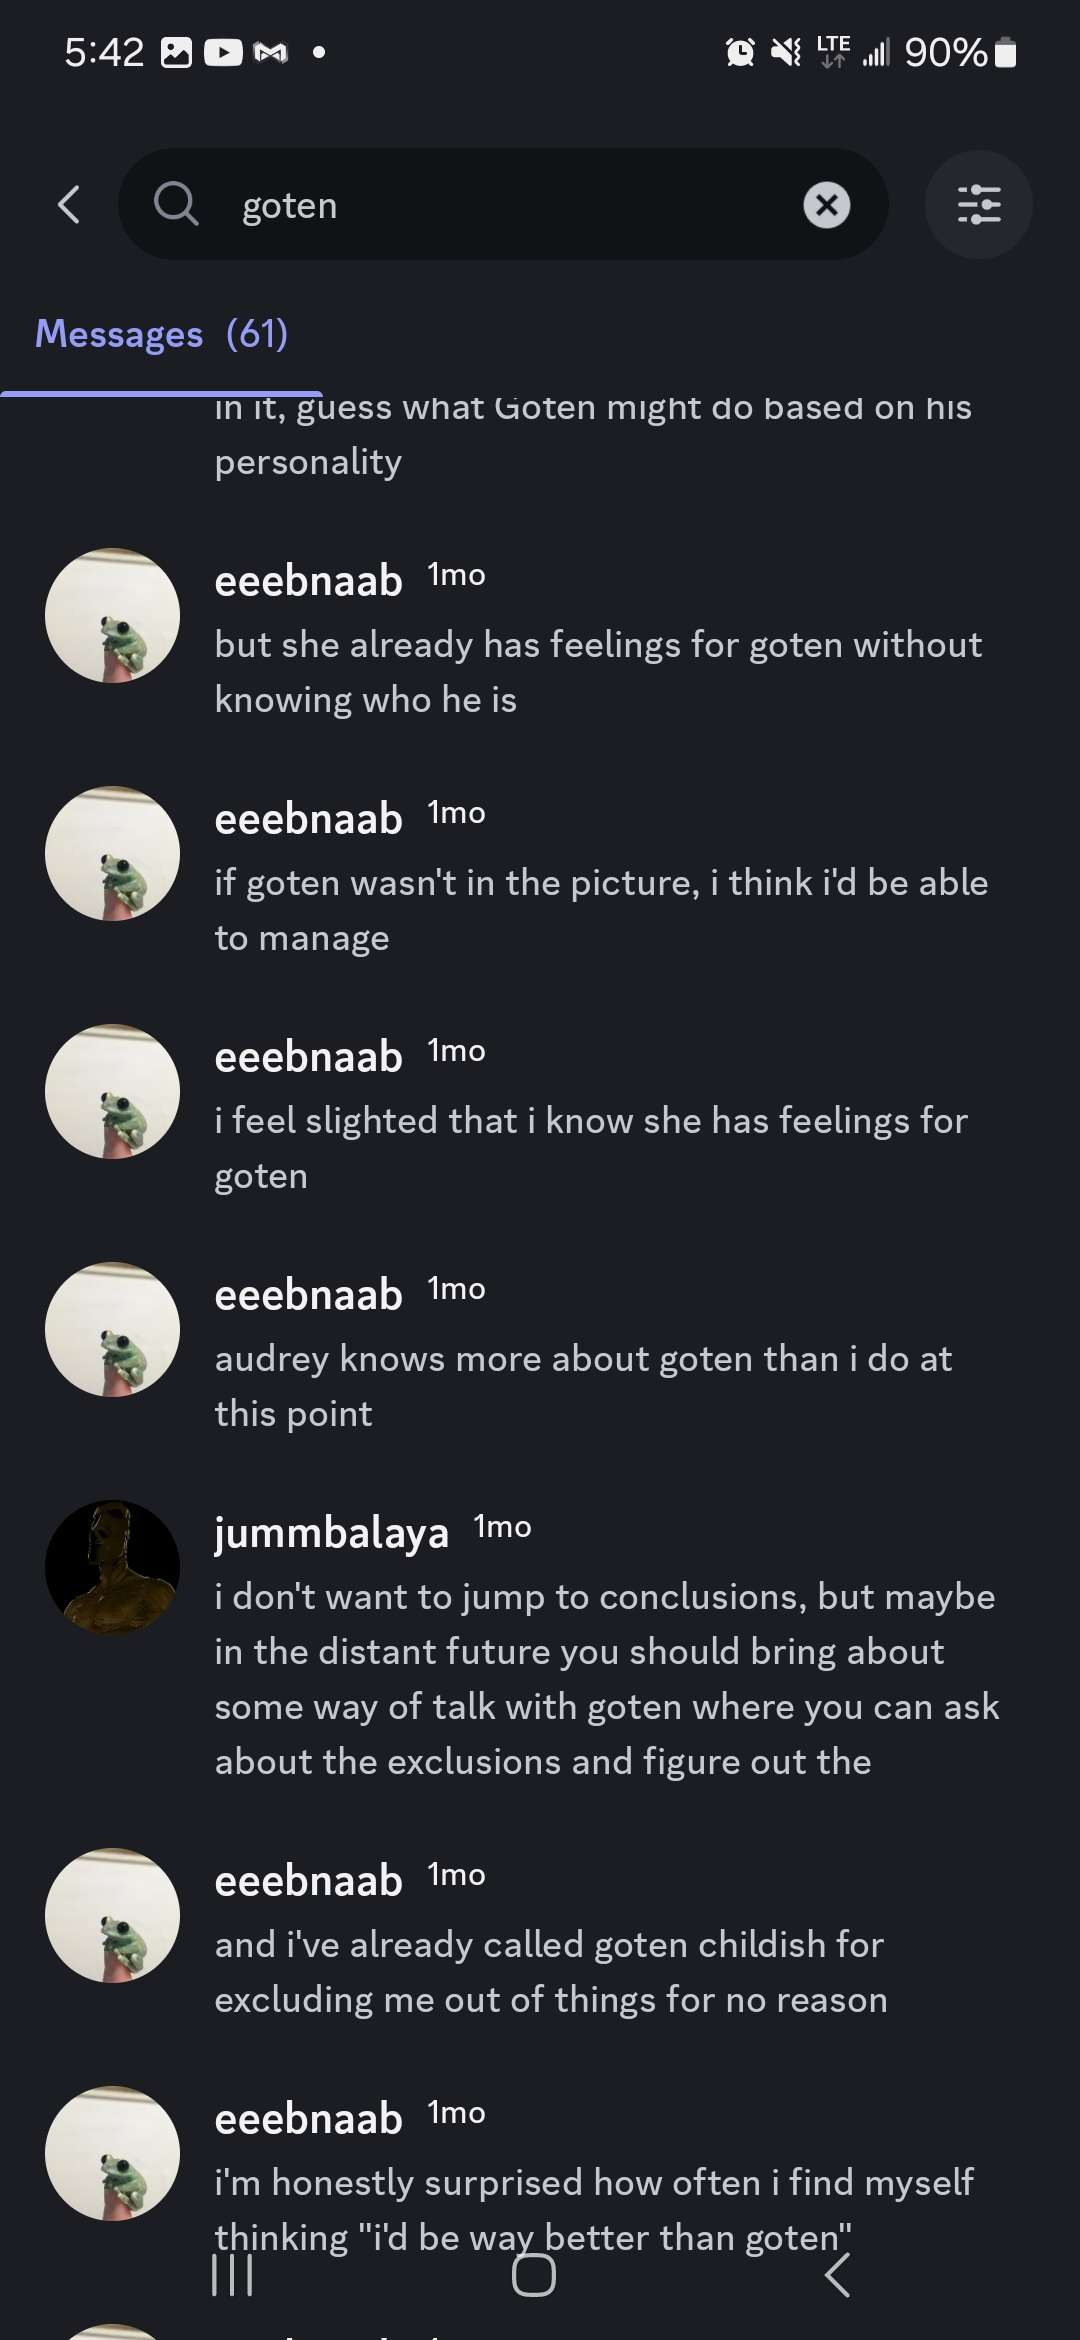 5:42
LTE
90%
goten
Messages (61)
in it, guess what Goten might do based on his
personality
eeebnaab 1mo
but she already has feelings for goten without
knowing who he is
eeebnaab 1mo
if goten wasn't in the picture, i think i'd be able
to manage
eeebnaab 1mo
i feel slighted that i know she has feelings for
goten
eeebnaab 1mo
audrey knows more about goten than i do at
this point
jummbalaya 1mo
i don't want to jump to conclusions, but maybe
in the distant future you should bring about
some way of talk with goten where you can ask
about the exclusions and figure out the
eeebnaab 1mo
and i've already called goten childish for
excluding me out of things for no reason
eeebnaab 1mo
i'm honestly surprised how often i find myself
thinking "i'd be way better than goten"